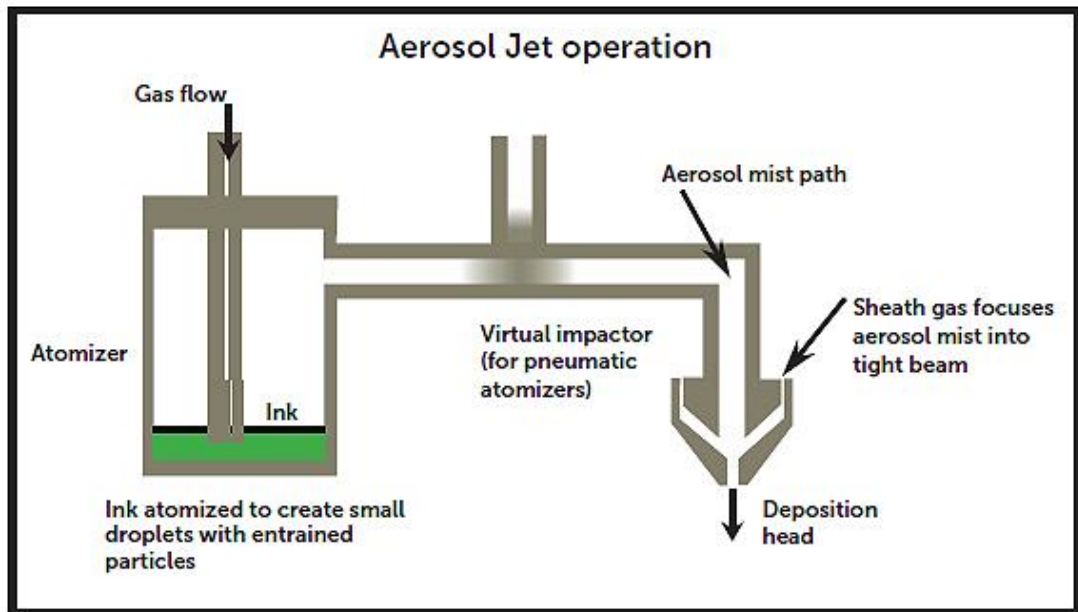 Aerosol Jet operation
Gas flow
Aerosol mist path
Sheath gas focuses
aerosol mist into
tight beam
Virtual impactor
(for pneumatic
atomizers)
Atomizer
Ink
Ink atomized to create small
droplets with entrained
particles
Deposition
head